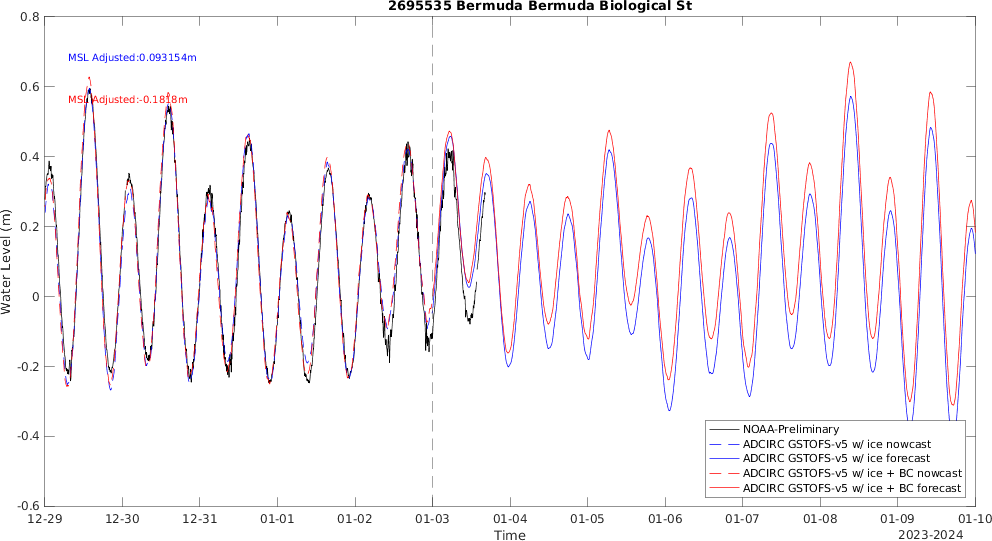 2695535 Bermuda Bermuda Biological St
MSL Adjusted:0.093154m
MSL Adjusted:-0.1818m
Water Level (m)
0.8
0.6
0.4
0.2
0
-0.2
-0.4
-0.6
NOAA-Preliminary
ADCIRC GSTOFS-v5 w/ ice nowcast
ADCIRC GSTOFS-v5 w/ ice forecast
ADCIRC GSTOFS-v5 w/ ice + BC nowcast
ADCIRC GSTOFS-v5 w/ ice + BC forecast
12-29 12-30 12-31 01-01 01-02 01-03 01-04 01-05 01-06 01-07 01-08 01-09 01-10
Time
2023-2024